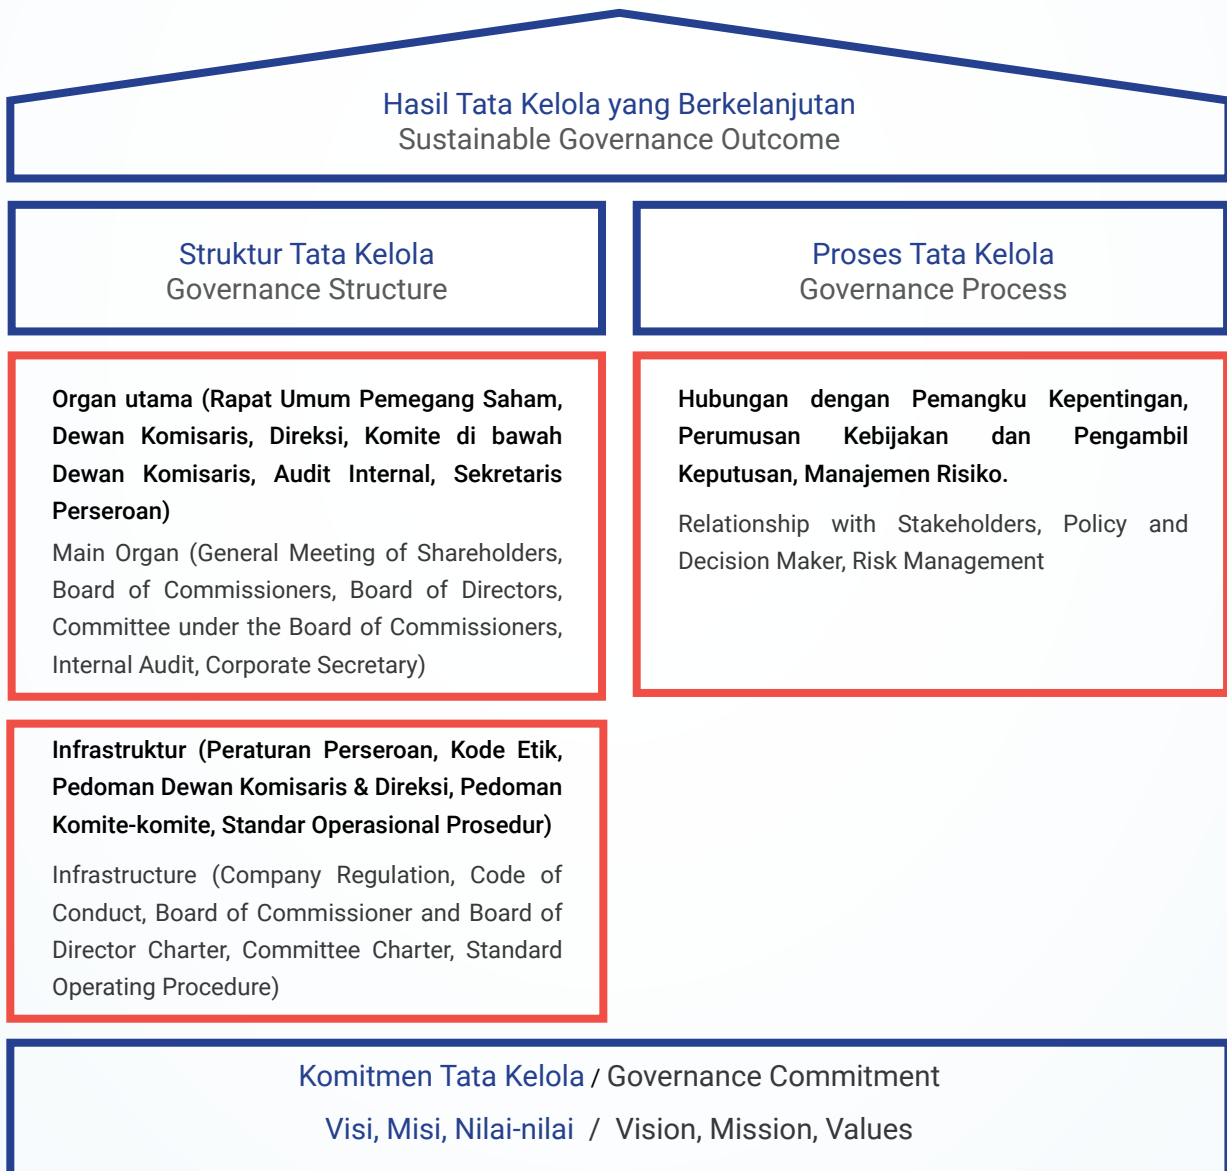 Hasil Tata Kelola yang Berkelanjutan
Sustainable Governance Outcome
Struktur Tata Kelola
Governance Structure
Organ utama (Rapat Umum Pemegang Saham,
Dewan Komisaris, Direksi, Komite di bawah
Dewan Komisaris, Audit Internal, Sekretaris
Perseroan)
Main Organ (General Meeting of Shareholders,
Board of Commissioners, Board of Directors,
Committee under the Board of Commissioners,
Internal Audit, Corporate Secretary)
Infrastruktur (Peraturan Perseroan, Kode Etik,
Pedoman Dewan Komisaris & Direksi, Pedoman
Komite-komite, Standar Operasional Prosedur)
Infrastructure (Company Regulation, Code of
Conduct, Board of Commissioner and Board of
Director Charter, Committee Charter, Standard
Operating Procedure)
Proses Tata Kelola
Governance Process
Hubungan dengan Pemangku Kepentingan,
Perumusan Kebijakan dan Pengambil
Keputusan, Manajemen Risiko.
Relationship with Stakeholders, Policy and
Decision Maker, Risk Management
Komitmen Tata Kelola / Governance Commitment
Visi, Misi, Nilai-nilai / Vision, Mission, Values